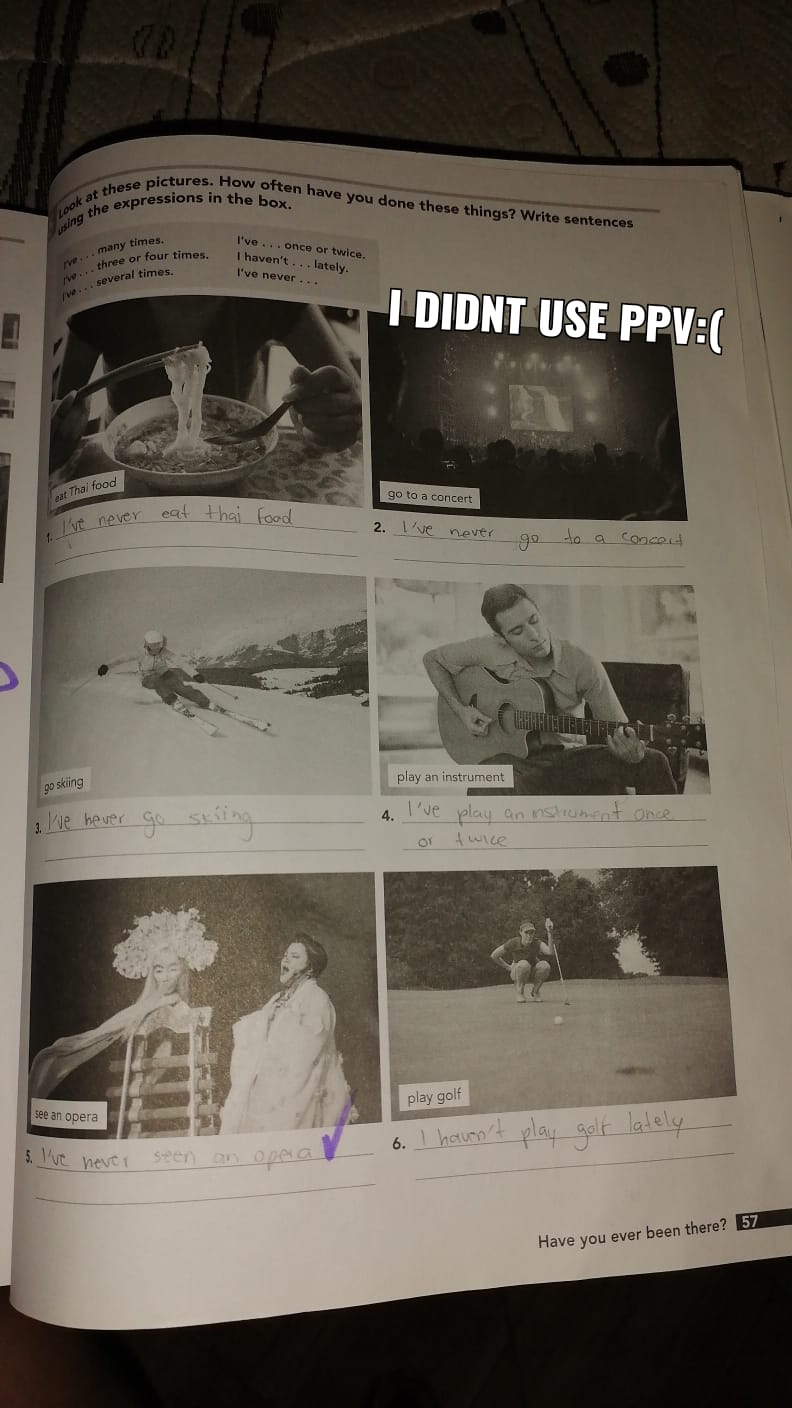 Look at these pictures. How often have you done these things? Write sentences
using the expressions in the box.
I've . . . many times.
I've . . . three or four times.
I've . . . several times.
I've . . . once or twice.
I haven't . . . lately.
I've never . . .
I DIDNT USE PPV:(
eat Thai food
go to a concert
1. I've never eat thai food
2. I've never go to a concert
go skiing
play an instrument
3. I've never go skiing
4. I've play an instrument once
or twice
see an opera
play golf
5. I've never seen an opera
6. I haven't play golf lately
Have you ever been there? 57